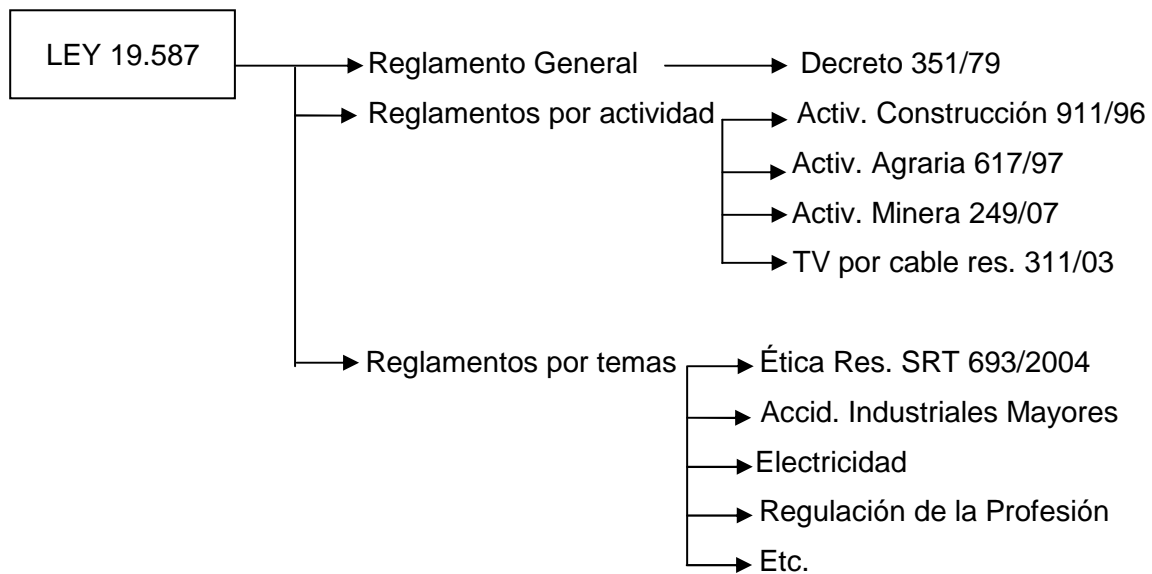 LEY 19.587
Reglamento General
Decreto 351/79
Reglamentos por actividad
Activ. Construcción 911/96
Activ. Agraria 617/97
Activ. Minera 249/07
TV por cable res. 311/03
Reglamentos por temas
Ética Res. SRT 693/2004
Accid. Industriales Mayores
Electricidad
Regulación de la Profesión
Etc.